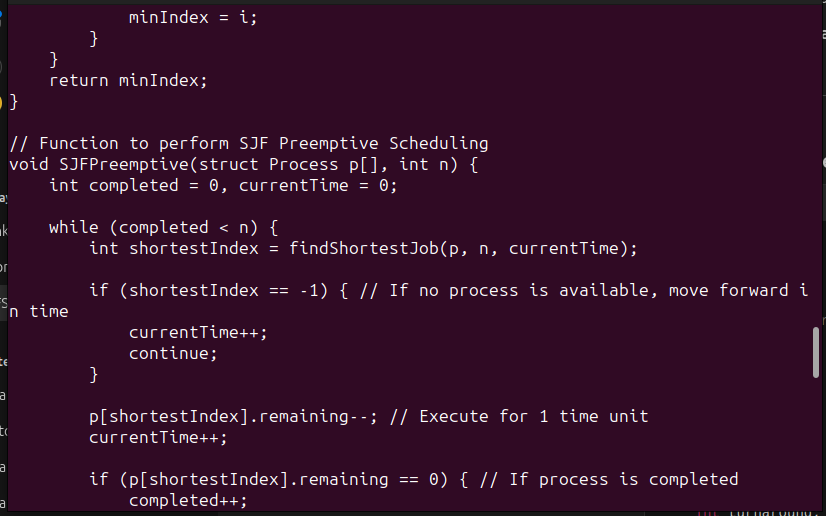 minIndex = i;
        }
    }
    return minIndex;
}

// Function to perform SJF Preemptive Scheduling
void SJFPreemptive(struct Process p[], int n) {
    int completed = 0, currentTime = 0;

    while (completed < n) {
        int shortestIndex = findShortestJob(p, n, currentTime);

        if (shortestIndex == -1) { // If no process is available, move forward i
n time
            currentTime++;
            continue;
        }

        p[shortestIndex].remaining--; // Execute for 1 time unit
        currentTime++;

        if (p[shortestIndex].remaining == 0) { // If process is completed
            completed++;